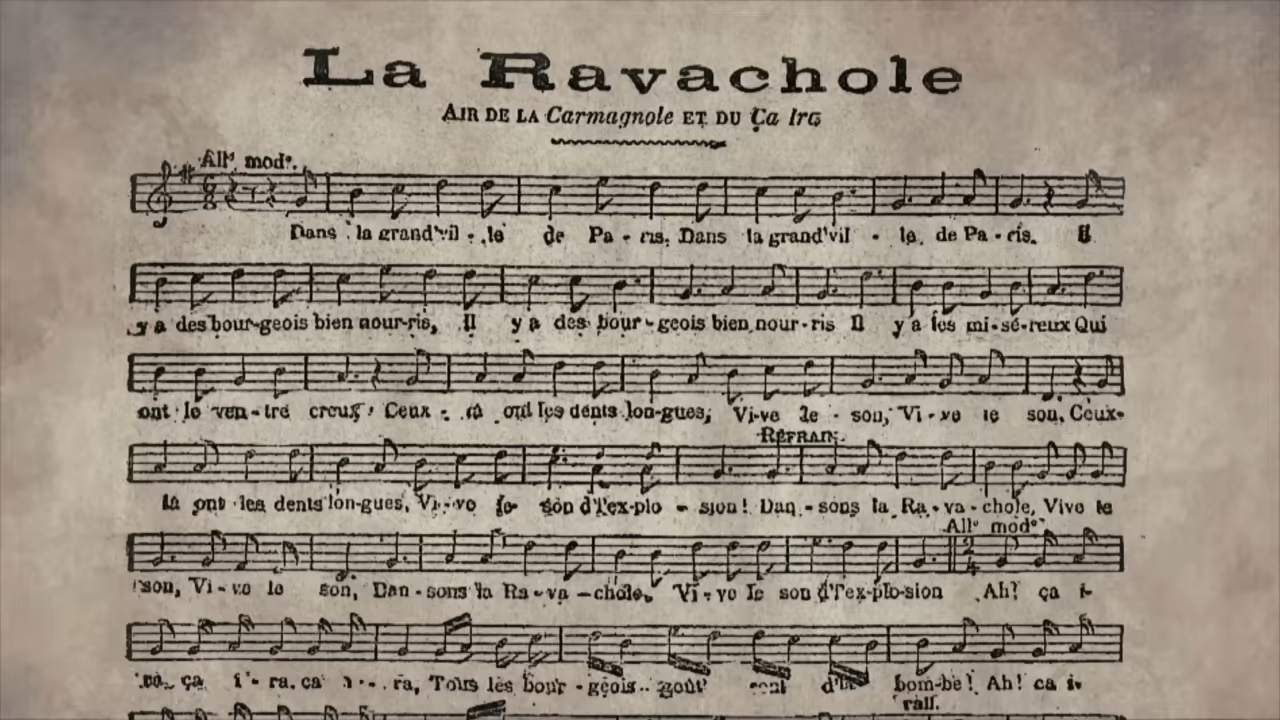 La Ravachole
AIR DE LA Carmagnole ET DU Ça Ira
Allº modº.
Dans la grand'vil - le de Pa - ris, Dans la grand'vil - le de Pa - ris. Il
y a des bour-geois bien nour-ris, Il y a des bour-geois bien nour-ris Il y a les mi-sé-reux Qui
ont le ven-tre creux, Ceux - là ont les dents lon-gues, Vi-ve le - son, Vi-ve le son, Ceux-
REFRAIN.
là ont les dents lon-gues, Vi-ve le son d'l'ex-plo - sion! Dan-sons la Ra-va-chole, Vive le
Allº modº
son, Vi-ve le son, Dan-sons la Ra-va-chole, Vi-ve le son d'l'ex-plo-sion Ah! ça i-
ra, ça i-ra, ça i-ra, Tous les bour-geois goût' d'la bom-be! Ah! ça i-
rall.